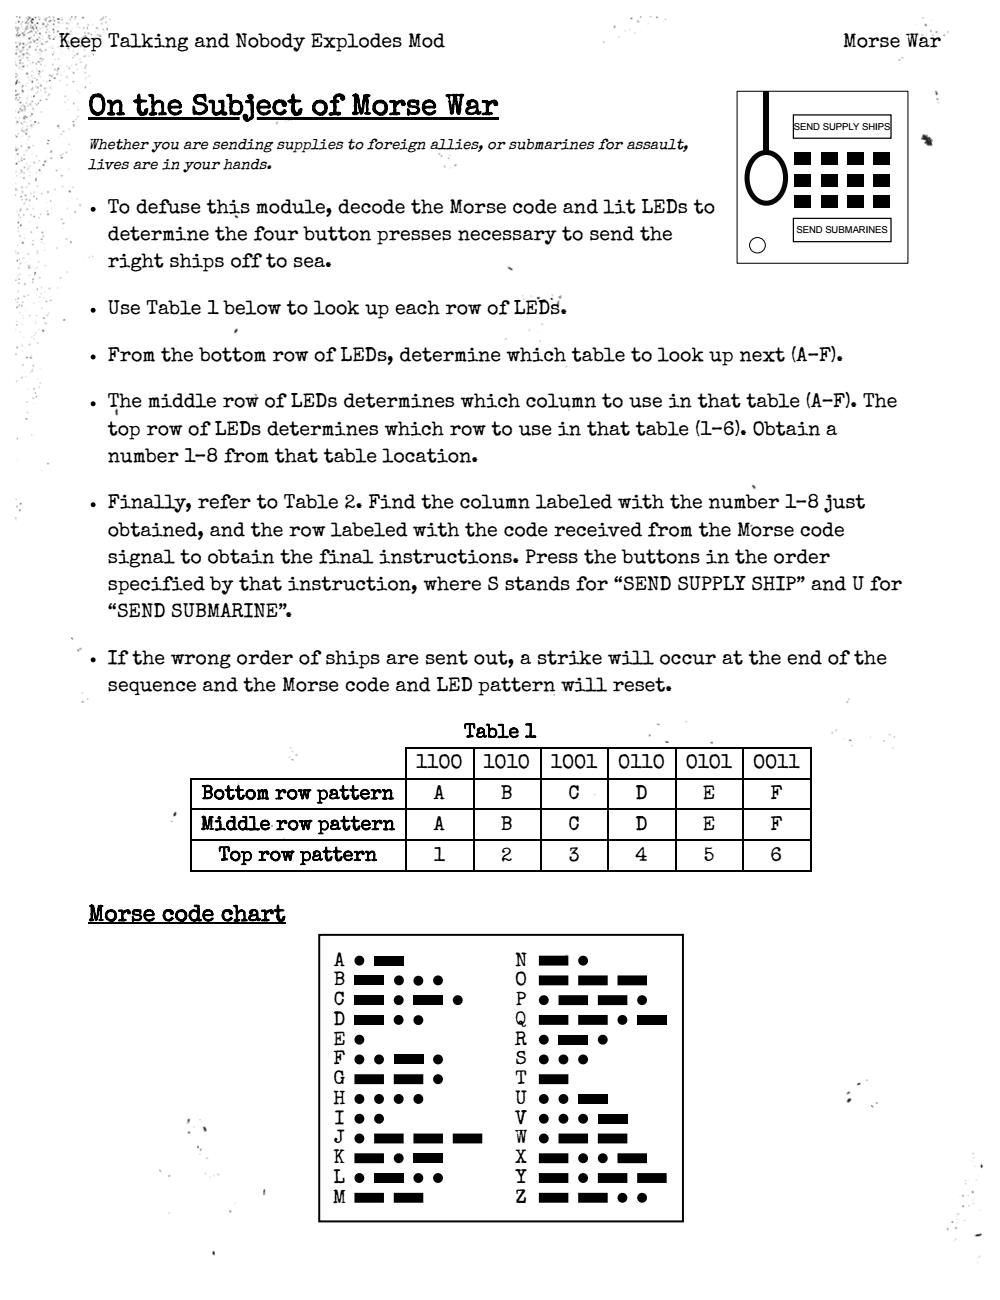 Keep Talking and Nobody Explodes Mod Morse War
On the Subject of Morse War
Whether you are sending supplies to foreign allies, or submarines for assault,
lives are in your hands.
SEND SUPPLY SHIPS
SEND SUBMARINES
• To defuse this module, decode the Morse code and lit LEDs to
determine the four button presses necessary to send the
right ships off to sea.
• Use Table 1 below to look up each row of LEDs.
• From the bottom row of LEDs, determine which table to look up next (A-F).
• The middle row of LEDs determines which column to use in that table (A-F). The
top row of LEDs determines which row to use in that table (1-6). Obtain a
number 1-8 from that table location.
• Finally, refer to Table 2. Find the column labeled with the number 1-8 just
obtained, and the row labeled with the code received from the Morse code
signal to obtain the final instructions. Press the buttons in the order
specified by that instruction, where S stands for “SEND SUPPLY SHIP” and U for
“SEND SUBMARINE”.
• If the wrong order of ships are sent out, a strike will occur at the end of the
sequence and the Morse code and LED pattern will reset.
Table 1
1100 1010 1001 0110 0101 0011
Bottom row pattern A B C D E F
Middle row pattern A B C D E F
Top row pattern 1 2 3 4 5 6
Morse code chart
A N
B O
C P
D Q
E R
F S
G T
H U
I V
J W
K X
L Y
M Z